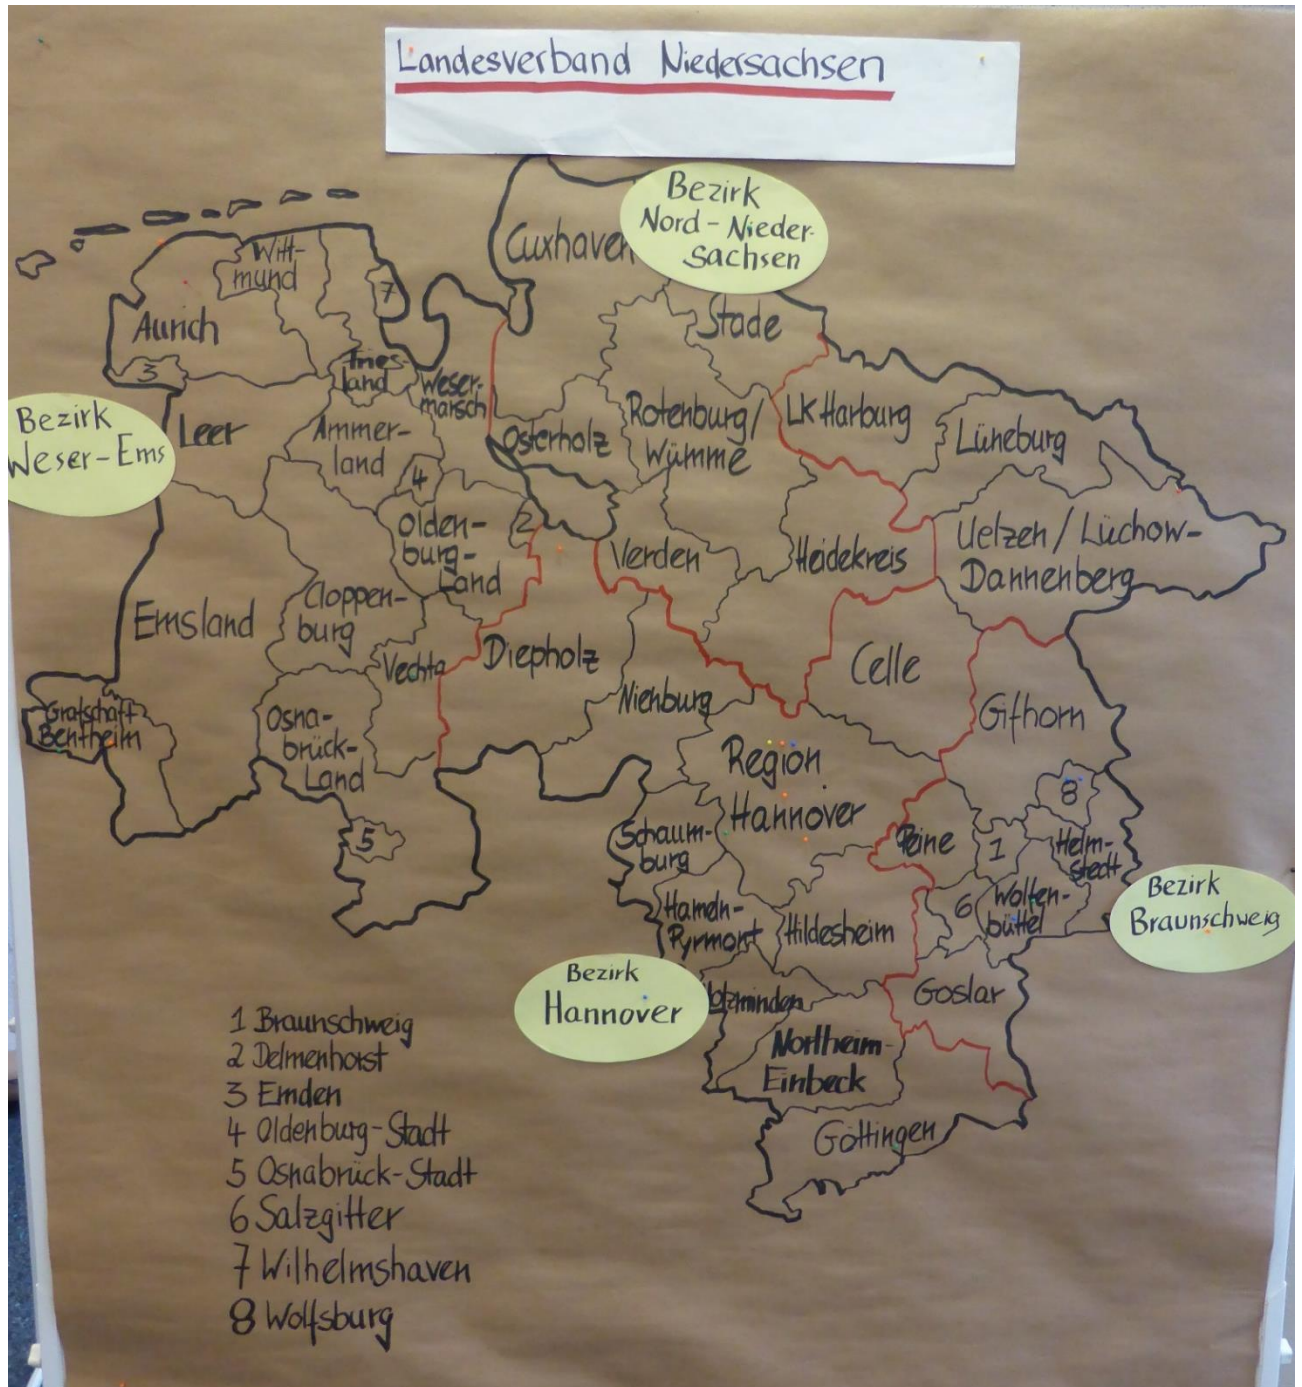 Landesverband Niedersachsen
Bezirk
Nord-Nieder-
sachsen
Cuxhaven
Witt-
mund
7
Aurich
Stade
3
Fries-
land
Weser-
marsch
Bezirk
Weser-Ems
Leer
Ammer-
land
4
Osterholz
Rotenburg/
Wümme
LK Harburg
Lüneburg
Olden-
burg-
Land
2
Verden
Heidekreis
Uelzen/Lüchow-
Dannenberg
Emsland
Cloppen-
burg
Vechta
Diepholz
Nienburg
Celle
Gifhorn
Grafschaft
Bentheim
Osna-
brück-
Land
5
Region
Hannover
8
Schaum-
burg
Peine
1
Helm-
stedt
Hameln-
Pyrmont
Hildesheim
6
Wolfen-
büttel
Bezirk
Braunschweig
Bezirk
Hannover
Holzminden
Goslar
Northeim-
Einbeck
Göttingen
1 Braunschweig
2 Delmenhorst
3 Emden
4 Oldenburg-Stadt
5 Osnabrück-Stadt
6 Salzgitter
7 Wilhelmshaven
8 Wolfsburg